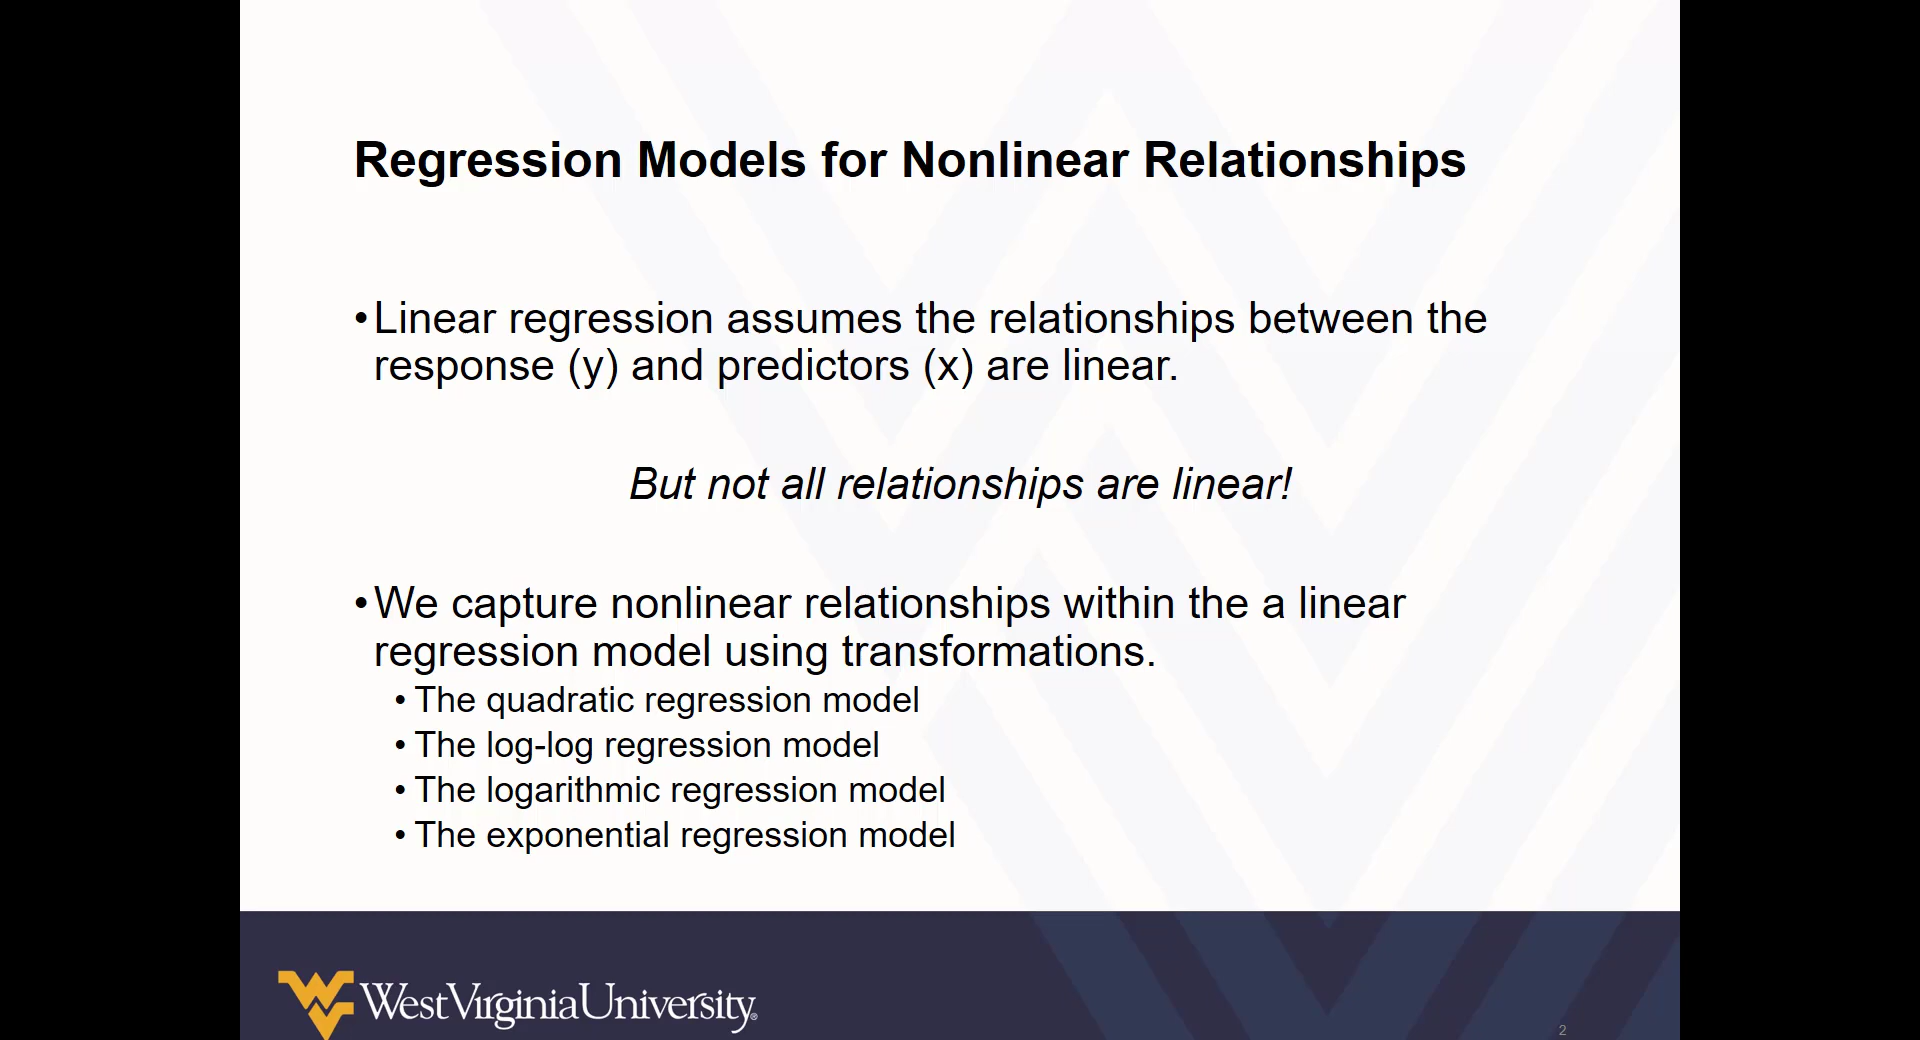 Regression Models for Nonlinear Relationships
•Linear regression assumes the relationships between the
response (y) and predictors (x) are linear.
But not all relationships are linear!
•We capture nonlinear relationships within the a linear
regression model using transformations.
• The quadratic regression model
• The log-log regression model
• The logarithmic regression model
• The exponential regression model
WestVirginiaUniversity®
2